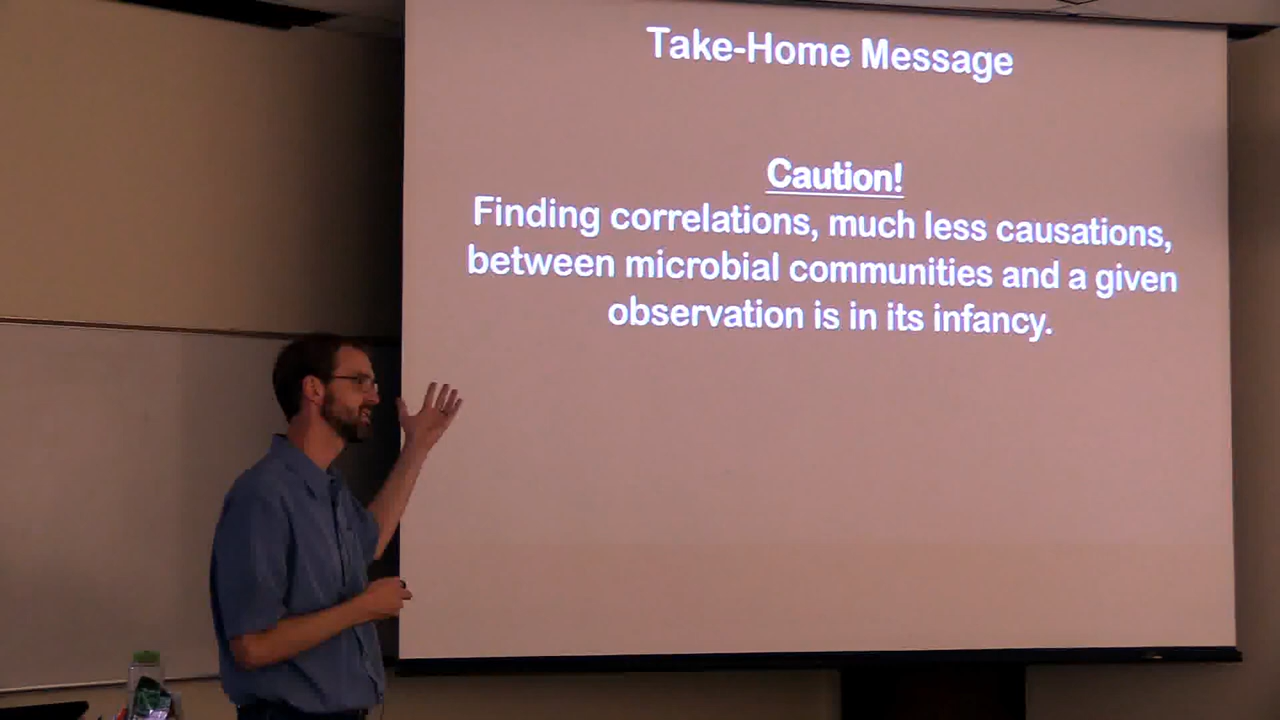 Take-Home Message
Caution!
Finding correlations, much less causations,
between microbial communities and a given
observation is in its infancy.